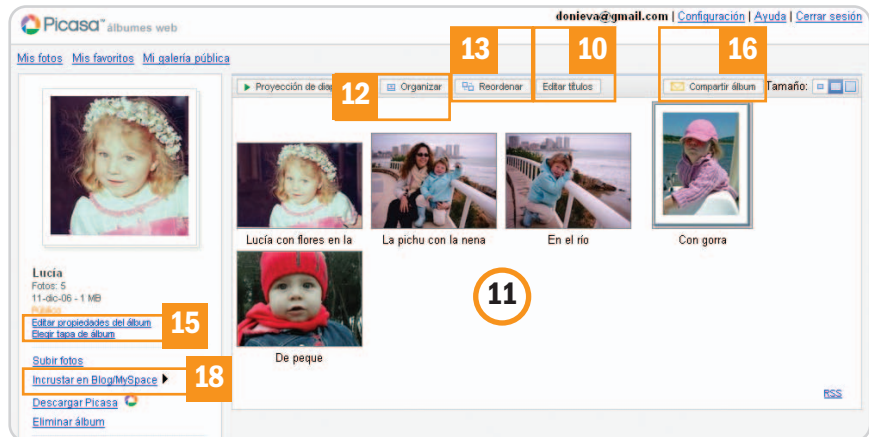 Picasa™ álbumes web
donieva@gmail.com | Configuración | Ayuda | Cerrar sesión
Mis fotos Mis favoritos Mi galería pública
13 10 16
12
Proyección de diap Organizar Reordenar Editar títulos Compartir álbum Tamaño:
Lucía con flores en la La pichu con la nena En el río Con gorra
11
De peque
Lucía
Fotos: 5
11-dic-06 - 1 MB
Público
Editar propiedades del álbum
Elegir tapa de álbum
15
Subir fotos
Incrustar en Blog/MySpace
18
Descargar Picasa
Eliminar álbum
RSS